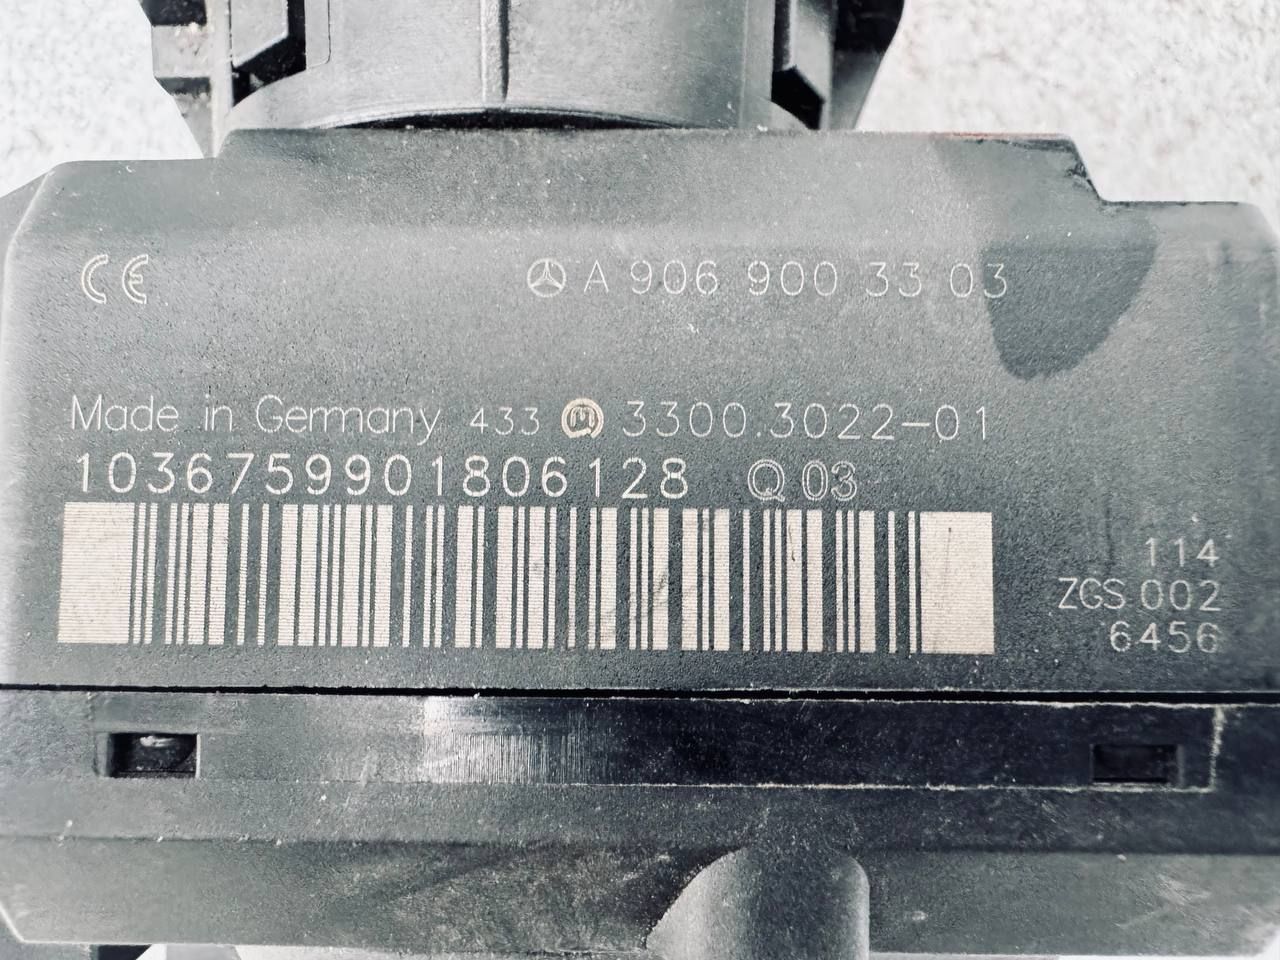 CE
A 906 900 33 03
Made in Germany 433 M 3300.3022-01
1036759901806128 Q 03
114
ZGS 002
6456